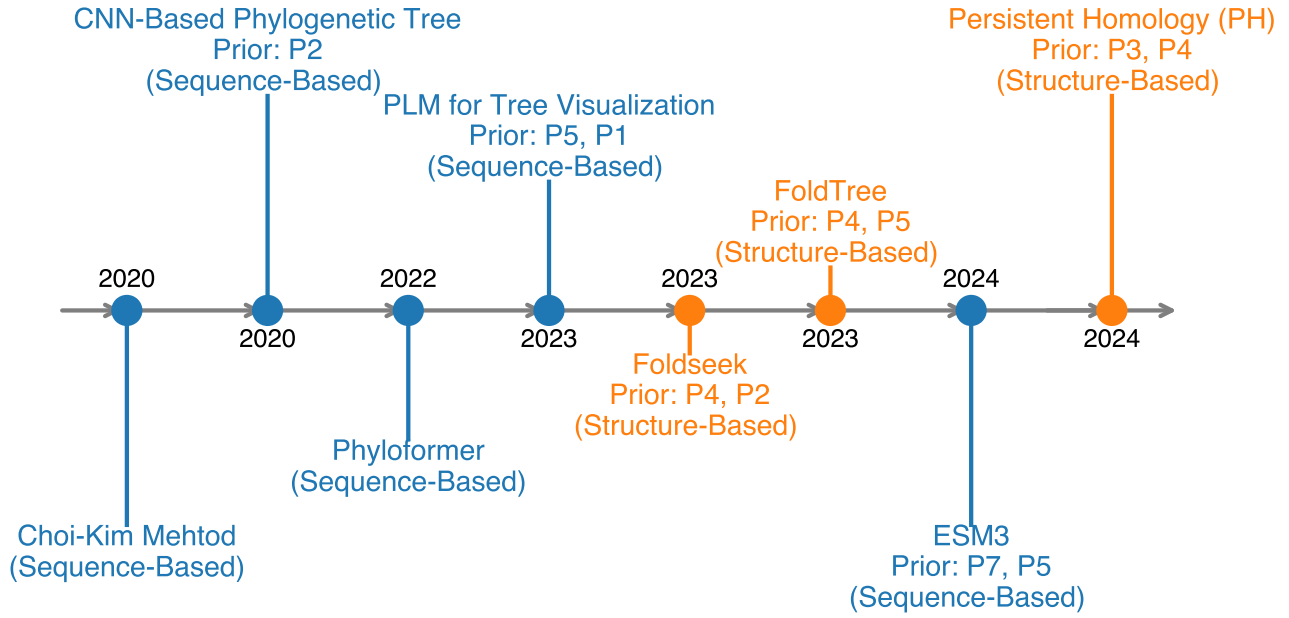 CNN-Based Phylogenetic Tree
Prior: P2
(Sequence-Based)
Persistent Homology (PH)
Prior: P3, P4
(Structure-Based)
PLM for Tree Visualization
Prior: P5, P1
(Sequence-Based)
FoldTree
Prior: P4, P5
(Structure-Based)
2020
2022
2023
2024
2020
2023
2023
2024
Foldseek
Prior: P4, P2
(Structure-Based)
Phyloformer
(Sequence-Based)
Choi-Kim Mehtod
(Sequence-Based)
ESM3
Prior: P7, P5
(Sequence-Based)